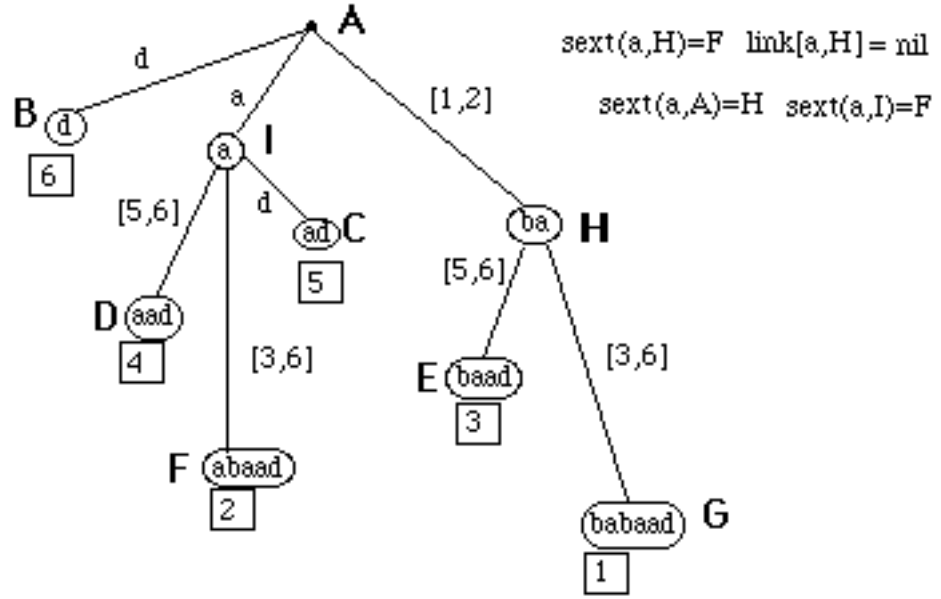 A
sext(a,H)=F link[a,H] = nil
d
a
[1,2]
sext(a,A)=H sext(a,I)=F
B
d
I
a
6
d
[5,6]
ad
C
ba
H
5
[5,6]
D
aad
4
[3,6]
[3,6]
E
baad
3
F
abaad
2
babaad
G
1